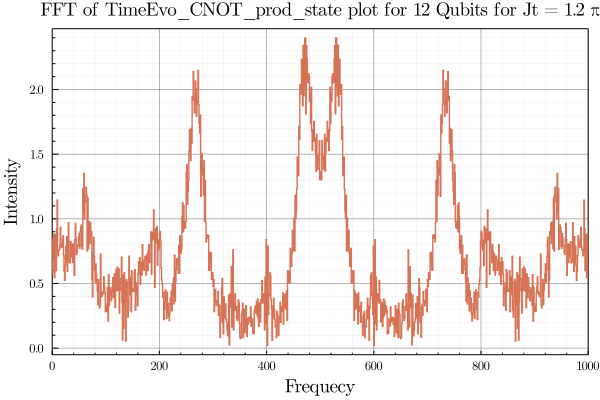 FFT of TimeEvo_CNOT_prod_state plot for 12 Qubits for Jt = 1.2 π
2.0
1.5
1.0
0.5
0.0
Intensity
0 200 400 600 800 1000
Frequecy